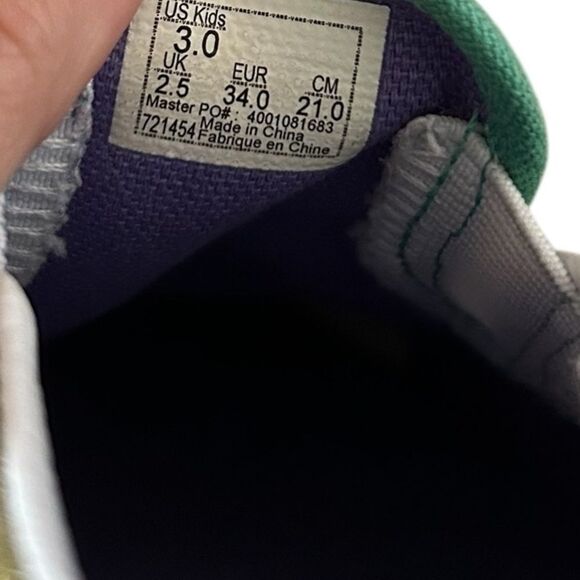 US Kids
3.0
UK EUR CM
2.5 34.0 21.0
Master PO#: 4001081683
721454 Made in China
Fabrique en Chine